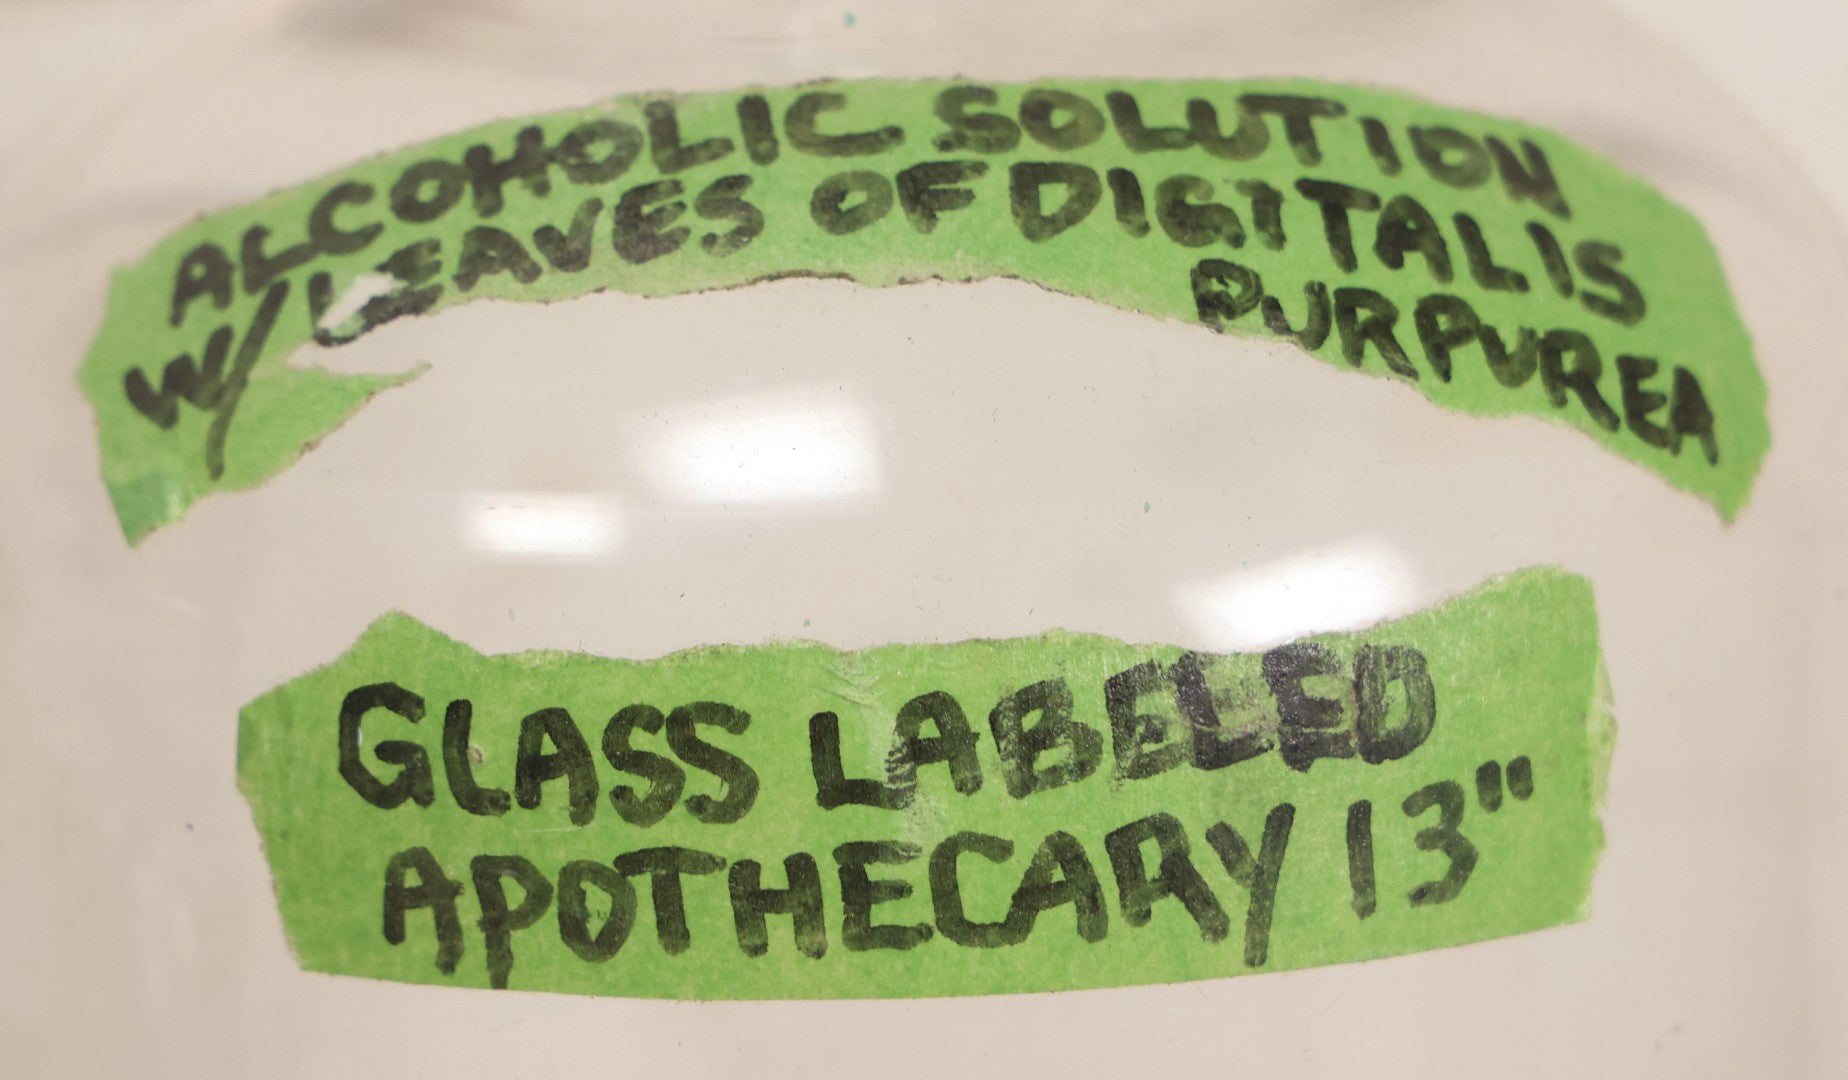 ALCOHOLIC SOLUTION
W/ LEAVES OF DIGITALIS
PURPUREA
GLASS LABELED
APOTHECARY 13"